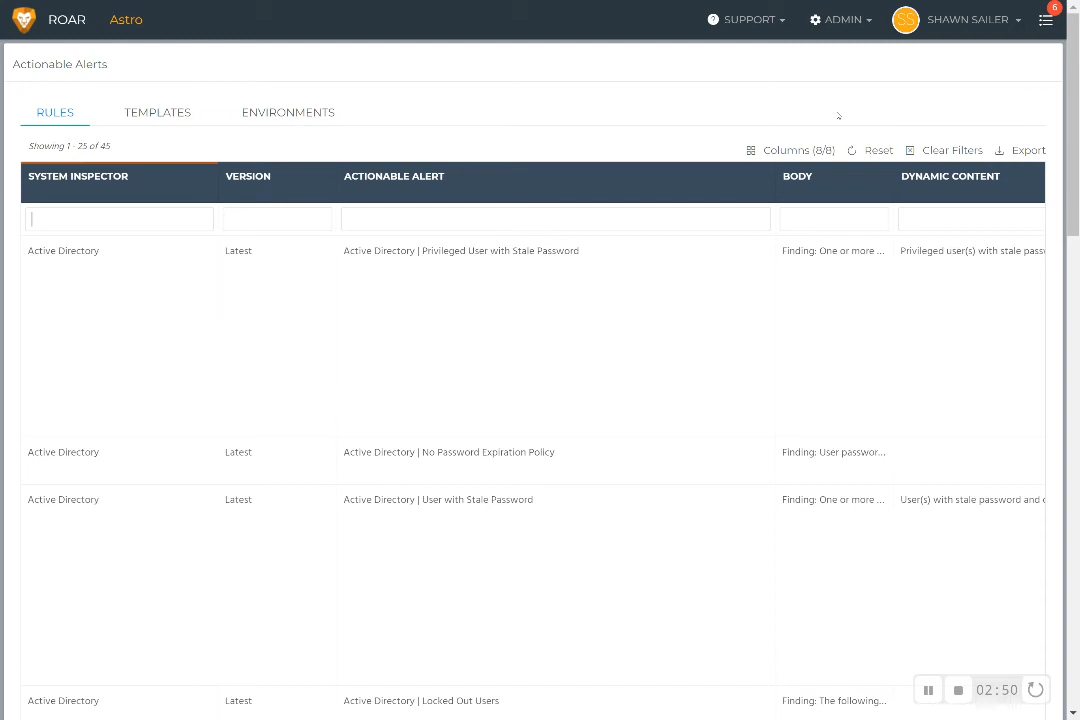 ROAR Astro SUPPORT ADMIN SS SHAWN SAILER 6
Actionable Alerts
RULES TEMPLATES ENVIRONMENTS
Showing 1 - 25 of 45
Columns (8/8) Reset Clear Filters Export
SYSTEM INSPECTOR VERSION ACTIONABLE ALERT BODY DYNAMIC CONTENT
Active Directory Latest Active Directory | Privileged User with Stale Password Finding: One or more ... Privileged user(s) with stale passw
Active Directory Latest Active Directory | No Password Expiration Policy Finding: User passwor...
Active Directory Latest Active Directory | User with Stale Password Finding: One or more ... User(s) with stale password and
Active Directory Latest Active Directory | Locked Out Users Finding: The following...
02:50